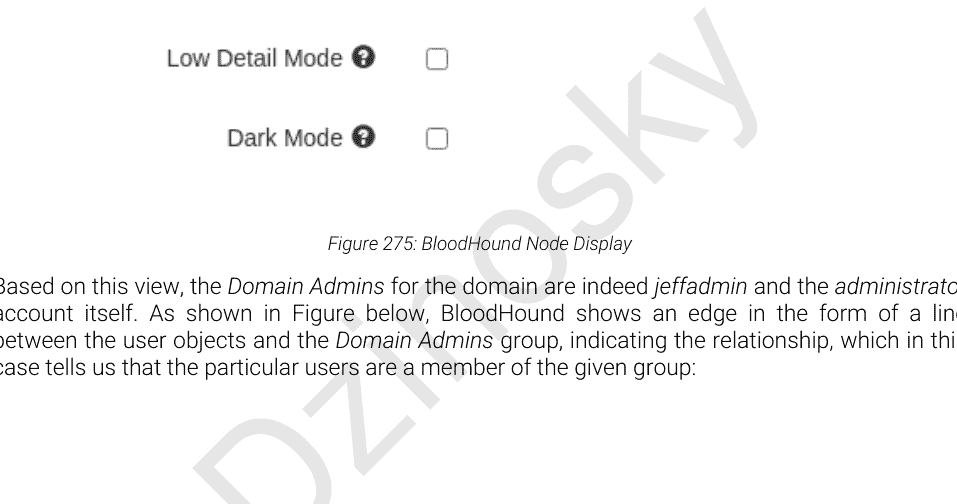 Low Detail Mode ?
Dark Mode ?
Dzinosky
Figure 275: BloodHound Node Display
Based on this view, the Domain Admins for the domain are indeed jeffadmin and the administrato
account itself. As shown in Figure below, BloodHound shows an edge in the form of a lin
between the user objects and the Domain Admins group, indicating the relationship, which in thi
case tells us that the particular users are a member of the given group: